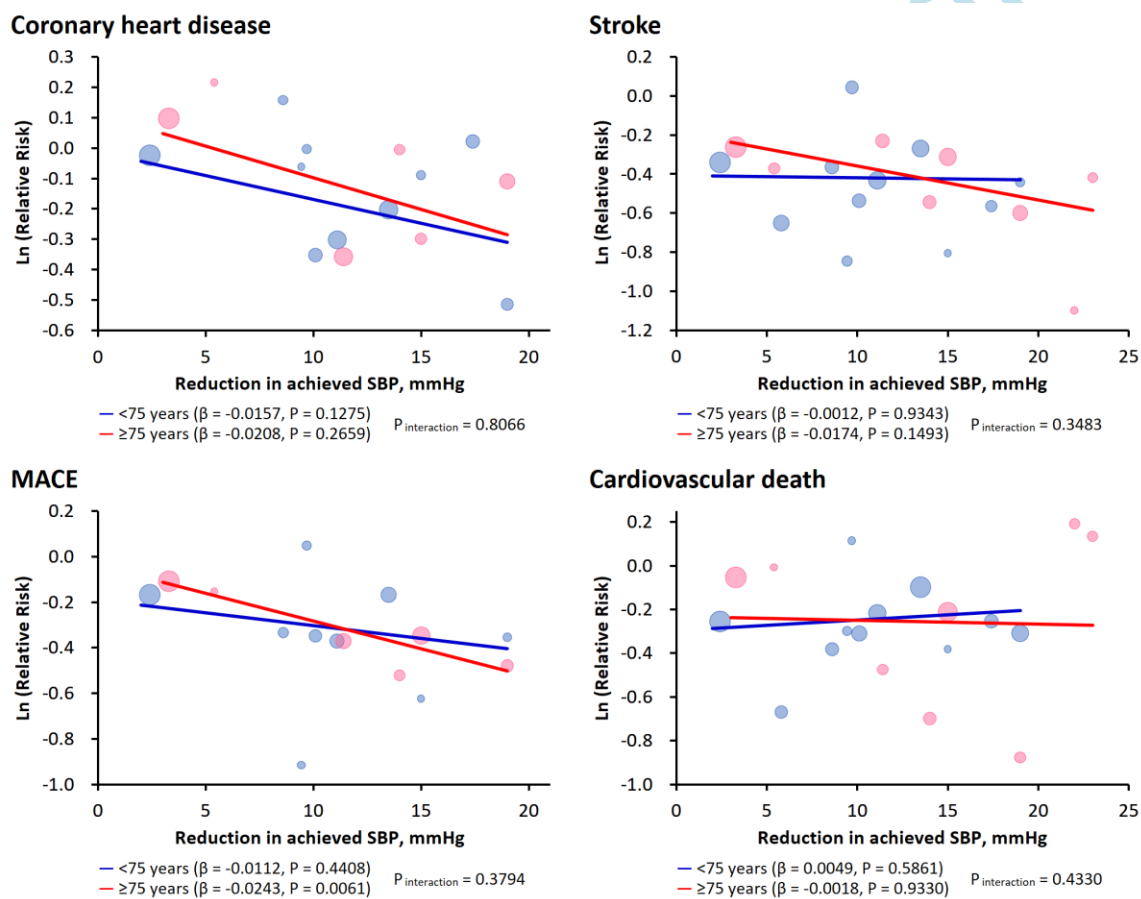 Coronary heart disease
Ln (Relative Risk)
0.3
0.2
0.1
0.0
-0.1
-0.2
-0.3
-0.4
-0.5
-0.6
0 5 10 15 20
Reduction in achieved SBP, mmHg
<75 years (β = -0.0157, P = 0.1275)
≥75 years (β = -0.0208, P = 0.2659)
P interaction = 0.8066
Stroke
Ln (Relative Risk)
0.2
0.0
-0.2
-0.4
-0.6
-0.8
-1.0
-1.2
0 5 10 15 20 25
Reduction in achieved SBP, mmHg
<75 years (β = -0.0012, P = 0.9343)
≥75 years (β = -0.0174, P = 0.1493)
P interaction = 0.3483
MACE
Ln (Relative Risk)
0.2
0.0
-0.2
-0.4
-0.6
-0.8
-1.0
0 5 10 15 20
Reduction in achieved SBP, mmHg
<75 years (β = -0.0112, P = 0.4408)
≥75 years (β = -0.0243, P = 0.0061)
P interaction = 0.3794
Cardiovascular death
Ln (Relative Risk)
0.2
0.0
-0.2
-0.4
-0.6
-0.8
-1.0
0 5 10 15 20 25
Reduction in achieved SBP, mmHg
<75 years (β = 0.0049, P = 0.5861)
≥75 years (β = -0.0018, P = 0.9330)
P interaction = 0.4330